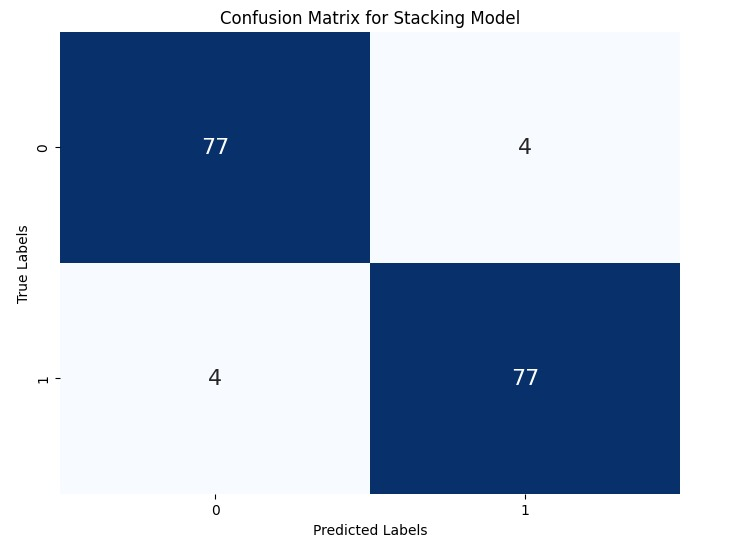 Confusion Matrix for Stacking Model
True Labels
0
77
4
1
4
77
0
1
Predicted Labels